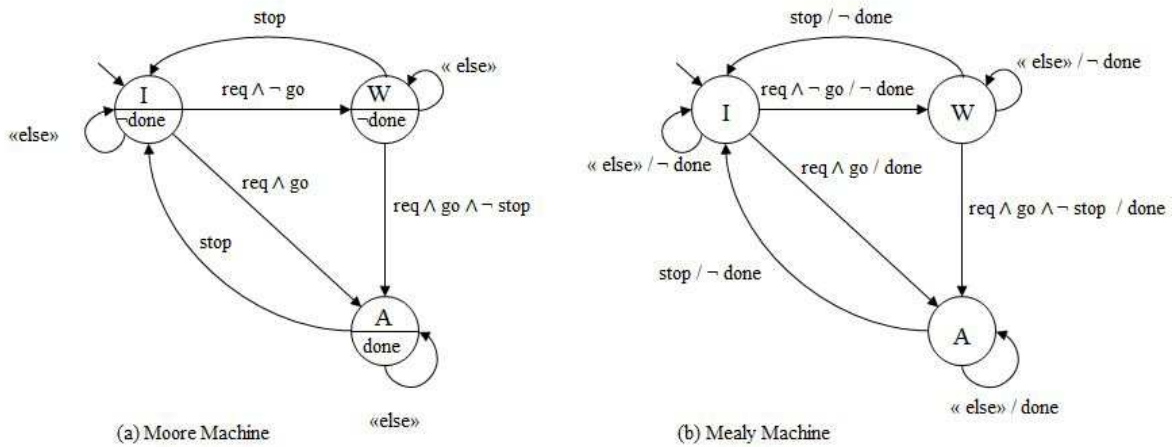 stop
« else»
I
req ∧ ¬ go
W
¬done
¬done
«else»
req ∧ go
req ∧ go ∧ ¬ stop
stop
A
done
«else»
(a) Moore Machine
stop / ¬ done
« else» / ¬ done
req ∧ ¬ go / ¬ done
I
W
« else» / ¬ done
req ∧ go / done
req ∧ go ∧ ¬ stop / done
stop / ¬ done
A
« else» / done
(b) Mealy Machine